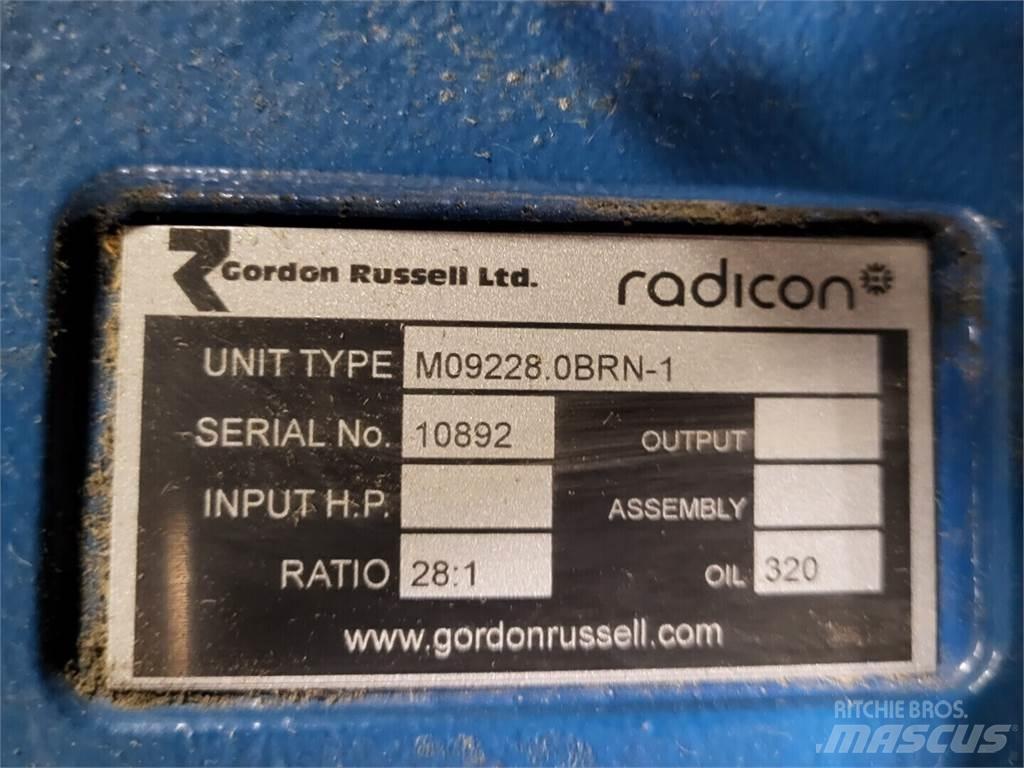 Gordon Russell Ltd. radicon
UNIT TYPE M09228.0BRN-1
SERIAL No. 10892 OUTPUT
INPUT H.P. ASSEMBLY
RATIO 28:1 OIL 320
www.gordonrussell.com
RITCHIE BROS.
MASCUS